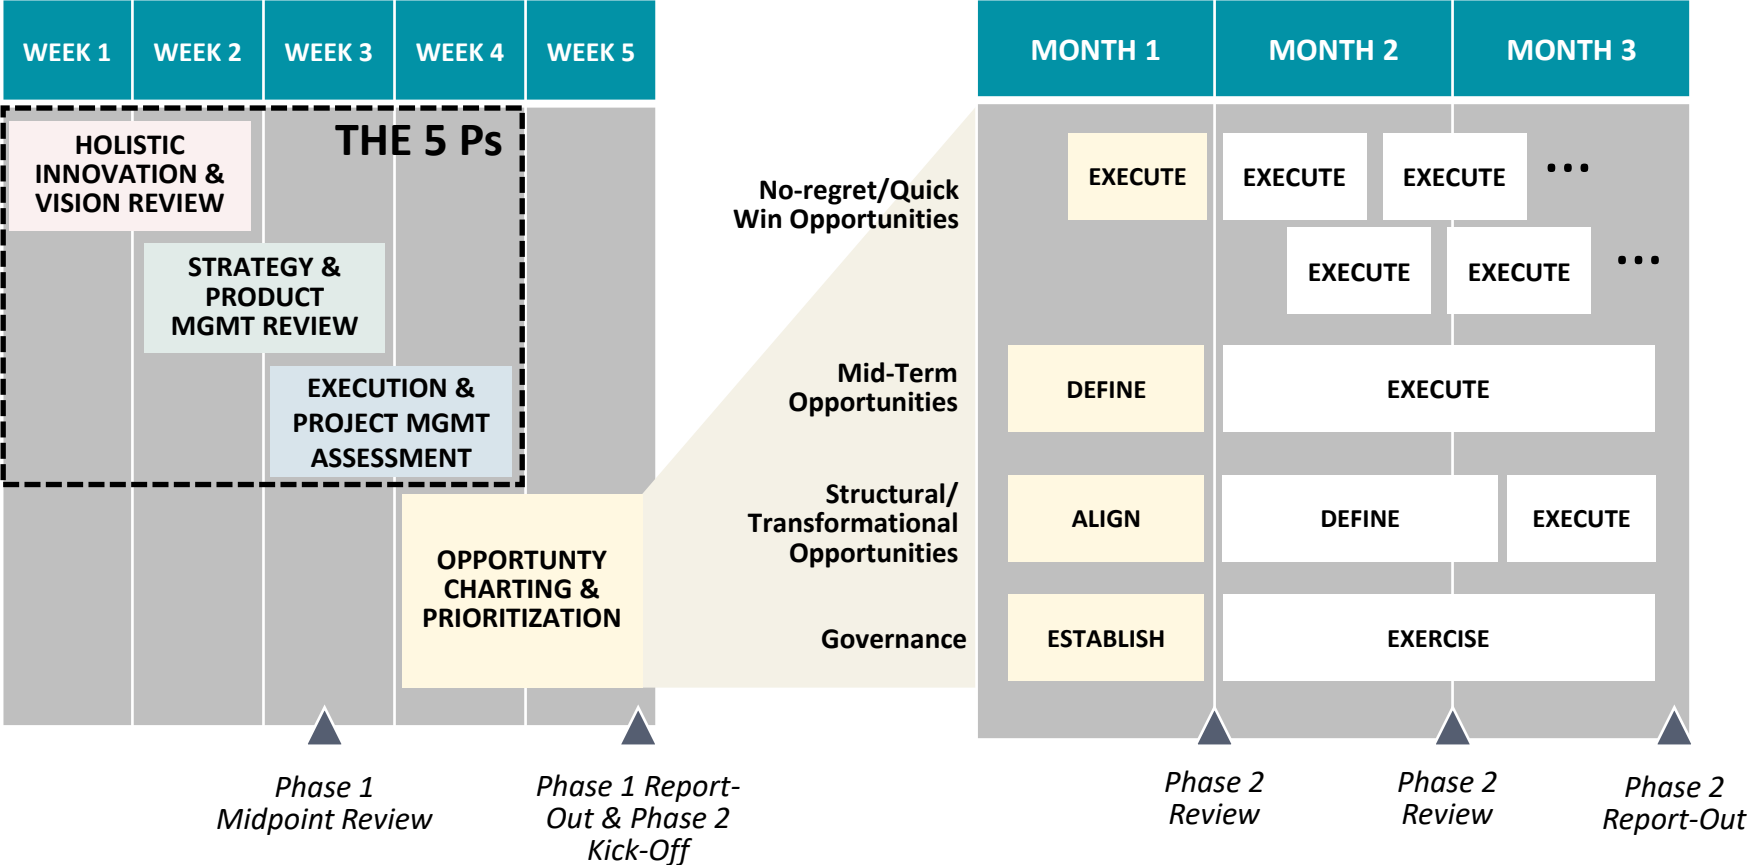 WEEK 1
WEEK 2
WEEK 3
WEEK 4
WEEK 5
THE 5 Ps
HOLISTIC
INNOVATION &
VISION REVIEW
STRATEGY &
PRODUCT
MGMT REVIEW
EXECUTION &
PROJECT MGMT
ASSESSMENT
OPPORTUNTY
CHARTING &
PRIORITIZATION
Phase 1
Midpoint Review
Phase 1 Report-
Out & Phase 2
Kick-Off
MONTH 1
MONTH 2
MONTH 3
No-regret/Quick
Win Opportunities
EXECUTE
EXECUTE
EXECUTE
...
EXECUTE
EXECUTE
...
Mid-Term
Opportunities
DEFINE
EXECUTE
Structural/
Transformational
Opportunities
ALIGN
DEFINE
EXECUTE
Governance
ESTABLISH
EXERCISE
Phase 2
Review
Phase 2
Review
Phase 2
Report-Out